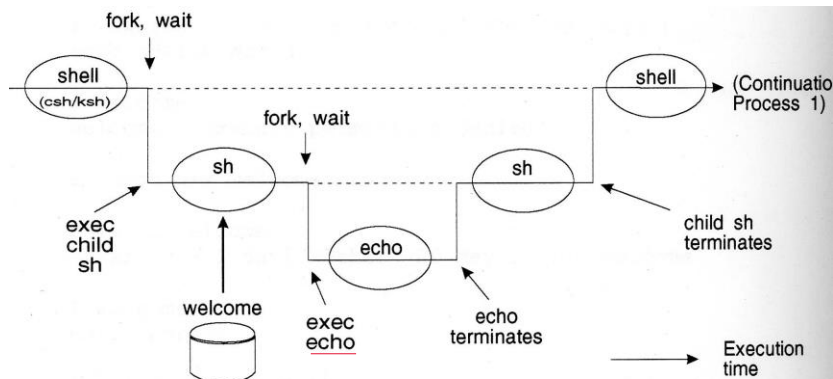 fork, wait
shell
(csh/ksh)
shell
(Continuatio
Process 1)
fork, wait
sh
sh
exec
child
sh
child sh
terminates
echo
welcome
exec
echo
echo
terminates
Execution
time